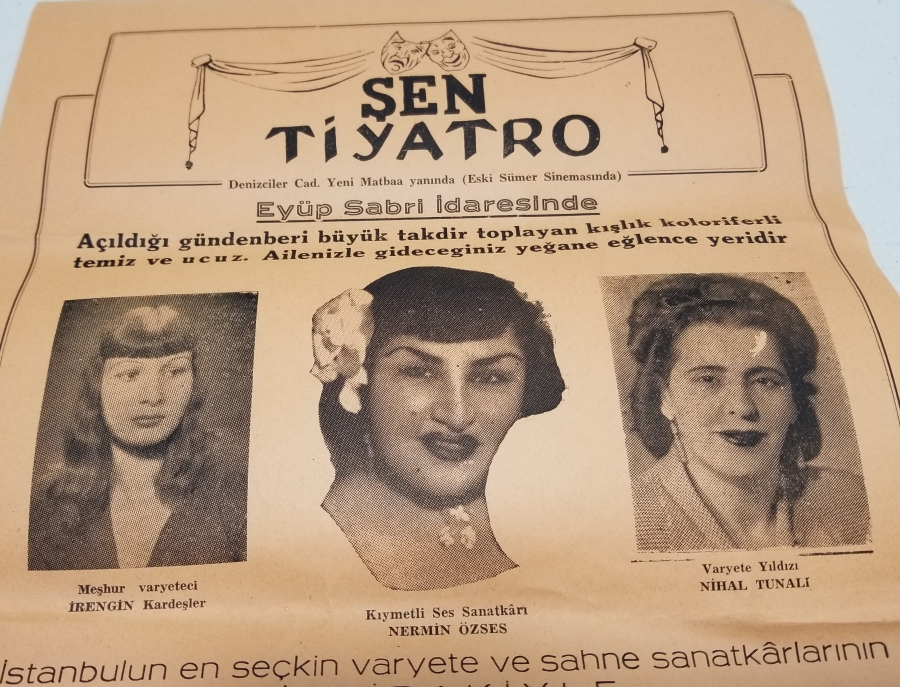 ŞEN
TİYATRO
Denizciler Cad. Yeni Matbaa yanında (Eski Sümer Sinemasında)
Eyüp Sabri İdaresinde
Açıldığı gündenberi büyük takdir toplayan kışlık koloriferli
temiz ve ucuz. Ailenizle gideceginiz yeğane eğlence yeridir
Meşhur varyeteci
İRENGİN Kardeşler
Kıymetli Ses Sanatkârı
NERMİN ÖZSES
Varyete Yıldızı
NİHAL TUNALI
İstanbulun en seçkin varyete ve sahne sanatkârlarının